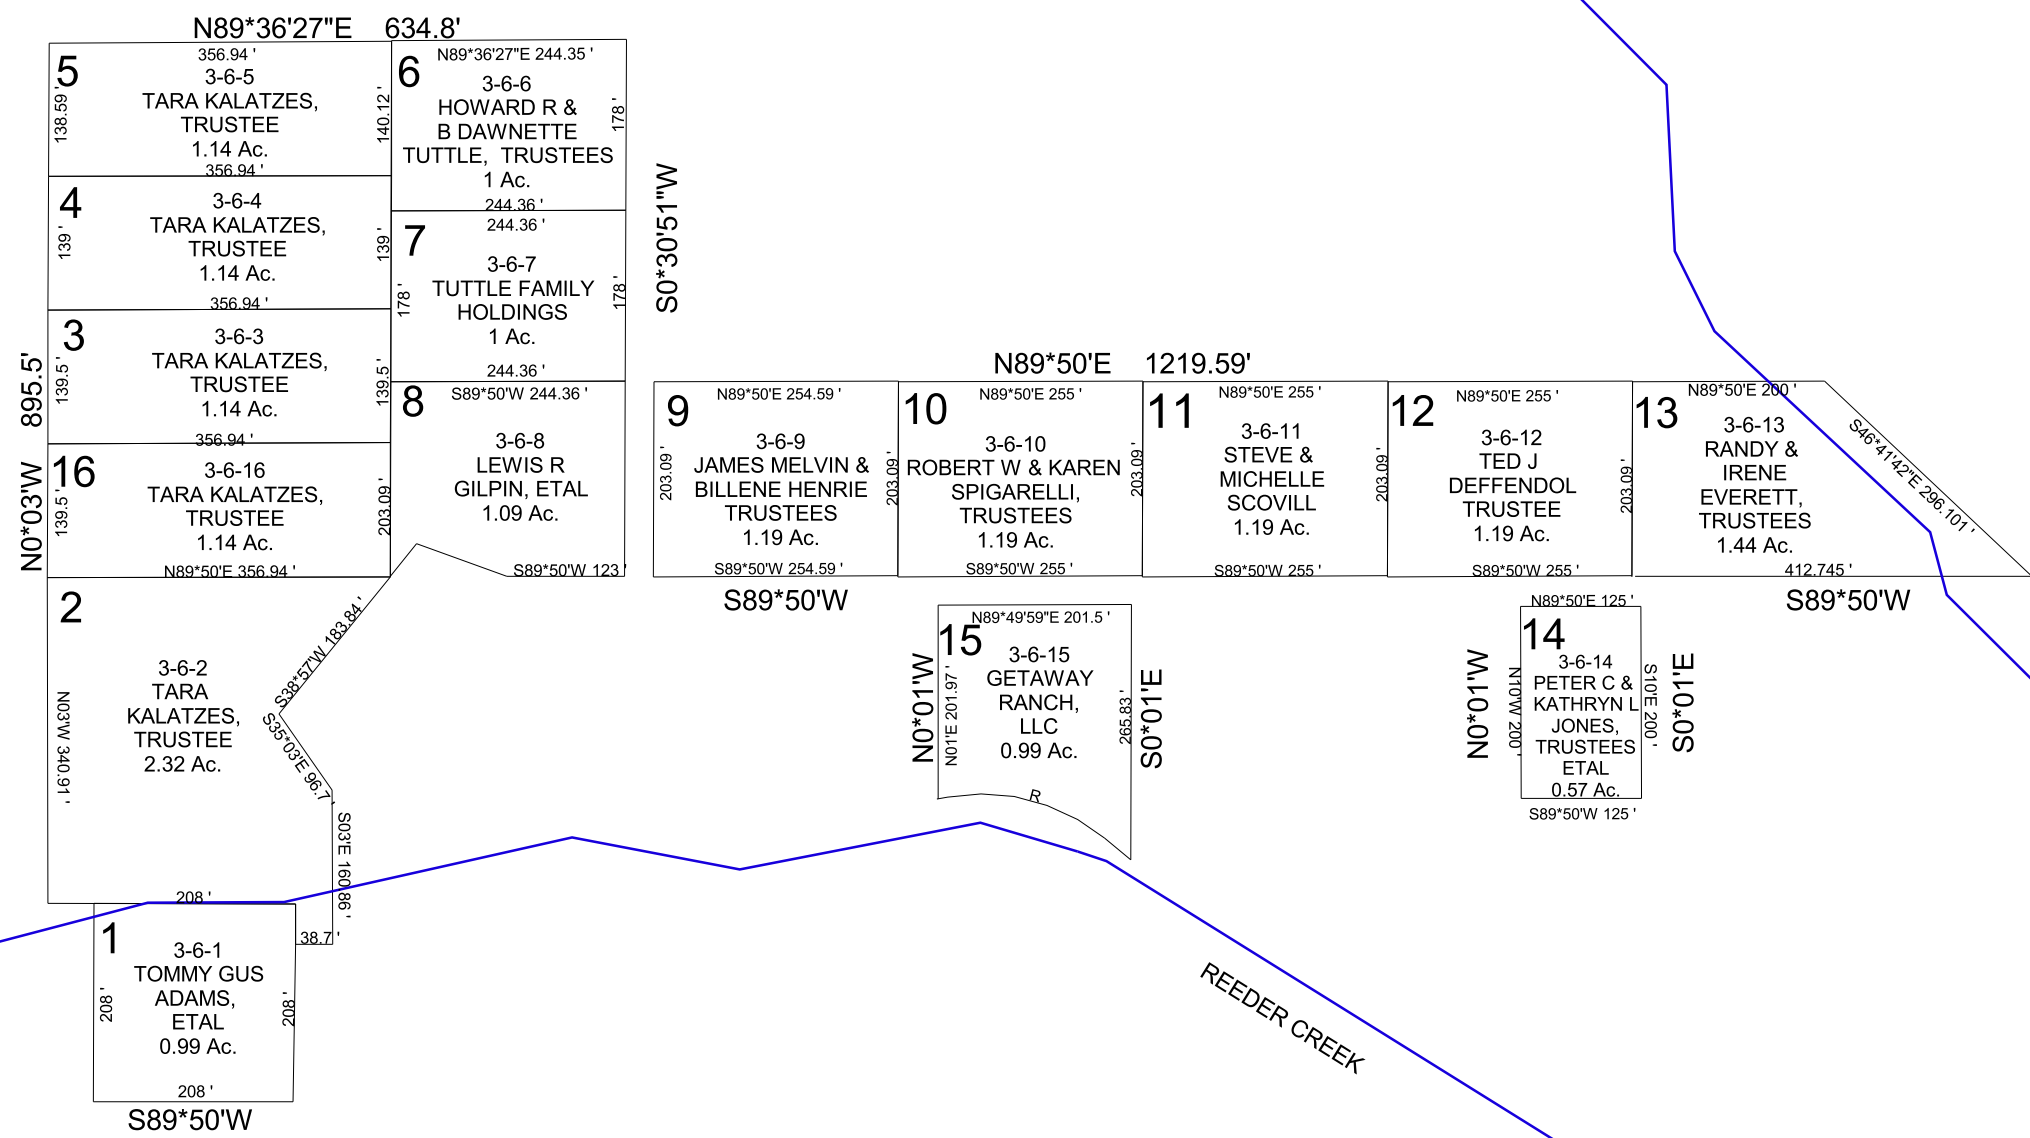 N89*36'27"E 634.8'
5
356.94 '
3-6-5
TARA KALATZES,
TRUSTEE
1.14 Ac.
356.94 '
138.59 '
140.12 '
6
N89*36'27"E 244.35 '
3-6-6
HOWARD R &
B DAWNETTE
TUTTLE, TRUSTEES
1 Ac.
244.36 '
178 '
4
3-6-4
TARA KALATZES,
TRUSTEE
1.14 Ac.
356.94 '
139 '
139 '
7
244.36 '
3-6-7
TUTTLE FAMILY
HOLDINGS
1 Ac.
244.36 '
178 '
178 '
S0*30'51"W
3
3-6-3
TARA KALATZES,
TRUSTEE
1.14 Ac.
356.94 '
139.5 '
139.5 '
N0*03'W 895.5'
16
3-6-16
TARA KALATZES,
TRUSTEE
1.14 Ac.
N89*50'E 356.94 '
139.5 '
203.09 '
8
S89*50'W 244.36 '
3-6-8
LEWIS R
GILPIN, ETAL
1.09 Ac.
S89*50'W 123 '
N89*50'E 1219.59'
9
N89*50'E 254.59 '
3-6-9
JAMES MELVIN &
BILLENE HENRIE
TRUSTEES
1.19 Ac.
S89*50'W 254.59 '
203.09 '
203.09 '
S89*50'W
10
N89*50'E 255 '
3-6-10
ROBERT W & KAREN
SPIGARELLI,
TRUSTEES
1.19 Ac.
S89*50'W 255 '
203.09 '
11
N89*50'E 255 '
3-6-11
STEVE &
MICHELLE
SCOVILL
1.19 Ac.
S89*50'W 255 '
203.09 '
12
N89*50'E 255 '
3-6-12
TED J
DEFFENDOL
TRUSTEE
1.19 Ac.
S89*50'W 255 '
203.09 '
13
N89*50'E 200 '
3-6-13
RANDY &
IRENE
EVERETT,
TRUSTEES
1.44 Ac.
412.745 '
S46*41'42"E 296.101 '
S89*50'W
2
3-6-2
TARA
KALATZES,
TRUSTEE
2.32 Ac.
N03'W 340.91 '
S38*57'W 183.84 '
S35*03'E 96.7 '
S03'E 160.86 '
38.7 '
208 '
15
N89*49'59"E 201.5 '
3-6-15
GETAWAY
RANCH,
LLC
0.99 Ac.
N0*01'W
N01'E 201.97 '
265.83 '
S0*01'E
R
14
N89*50'E 125 '
3-6-14
PETER C &
KATHRYN L
JONES,
TRUSTEES
ETAL
0.57 Ac.
S89*50'W 125 '
N0*01'W
N10'W 200 '
S10'E 200 '
S0*01'E
1
3-6-1
TOMMY GUS
ADAMS,
ETAL
0.99 Ac.
208 '
208 '
208 '
S89*50'W
REEDER CREEK